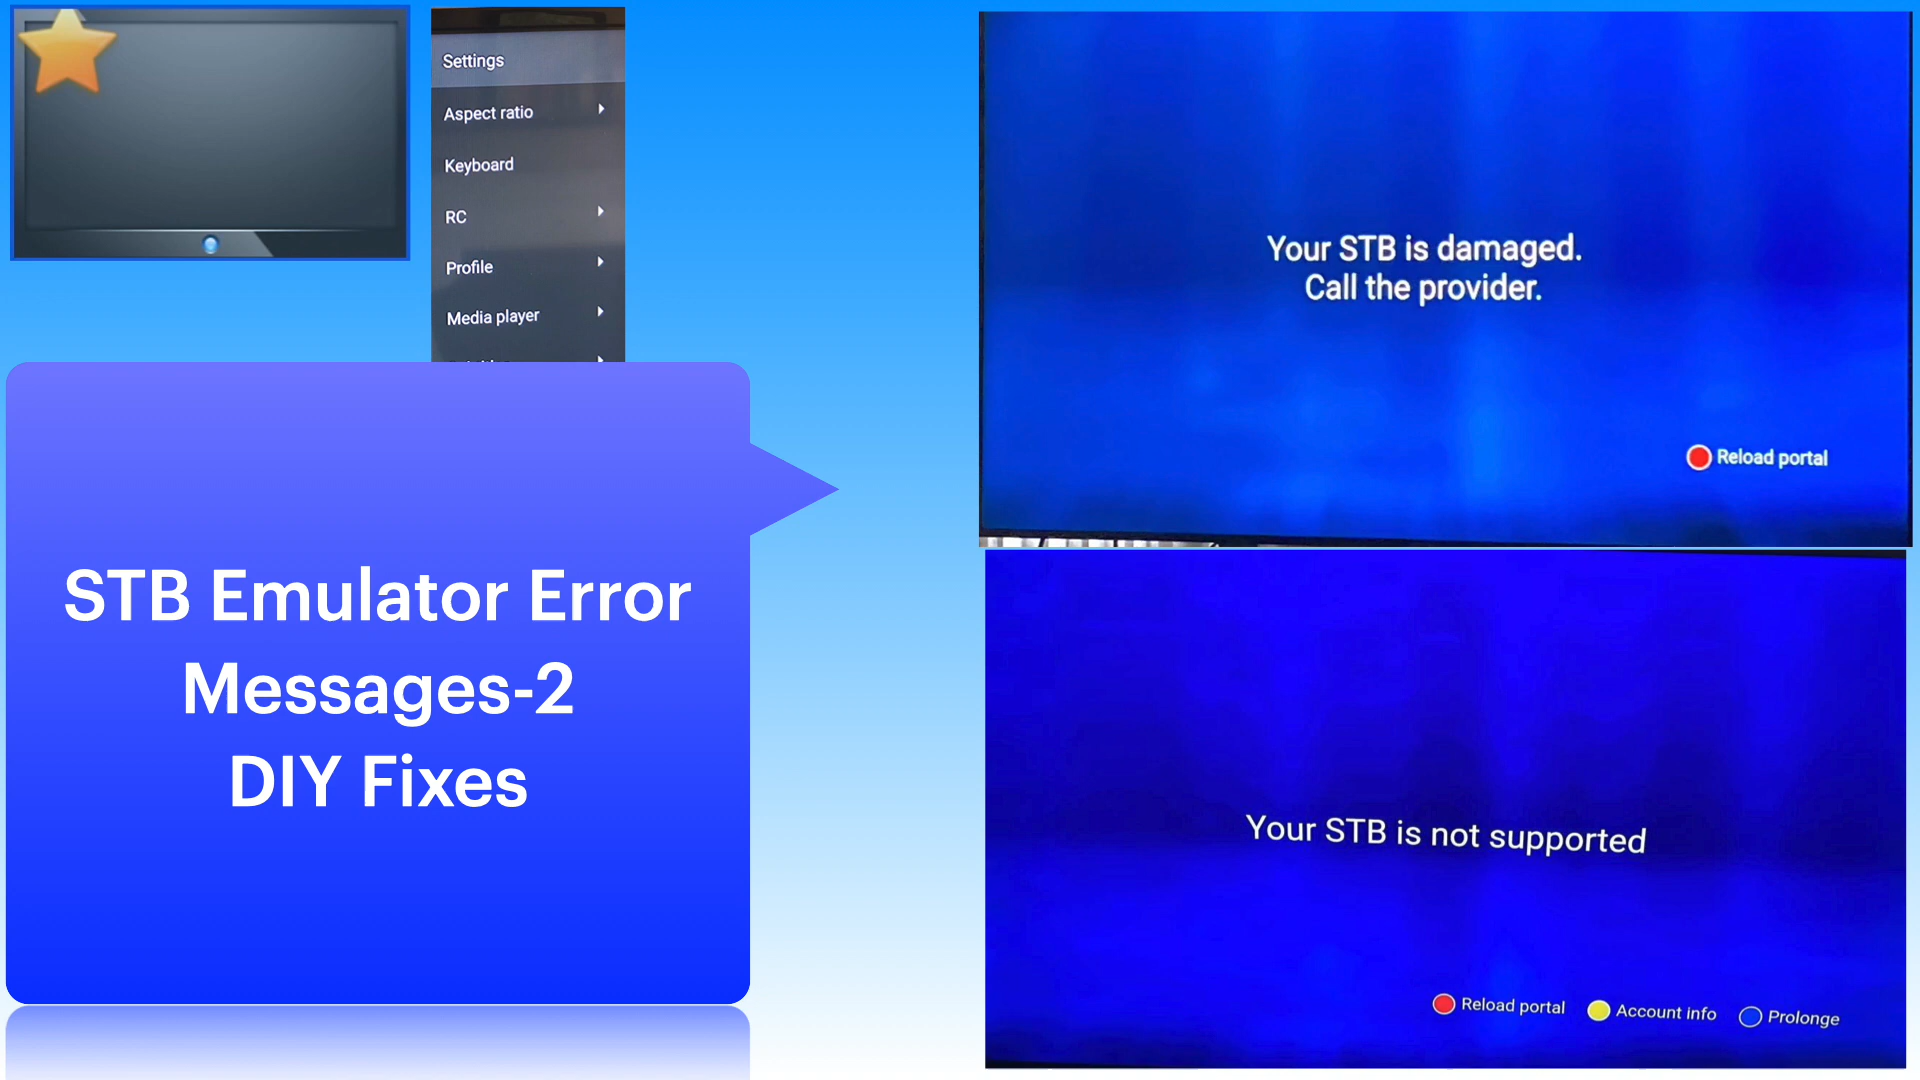 Settings
Aspect ratio
Keyboard
RC
Profile
Media player
STB Emulator Error
Messages-2
DIY Fixes
Your STB is damaged.
Call the provider.
Reload portal
Your STB is not supported
Reload portal Account info Prolonge